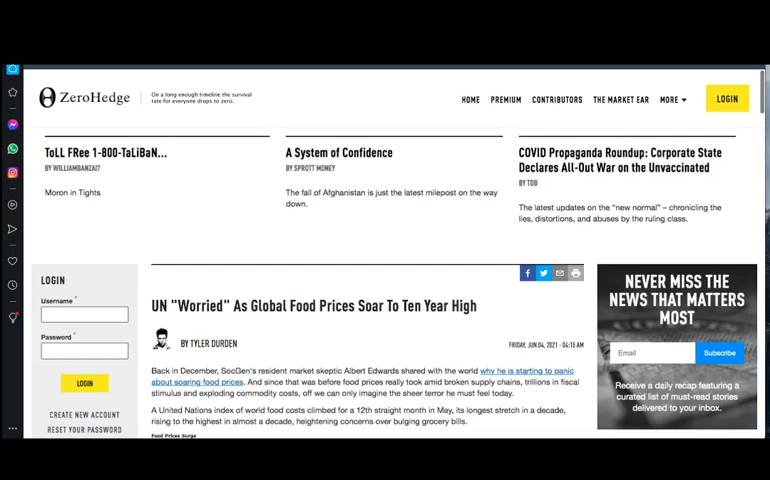 ZeroHedge
On a long enough timeline the survival
rate for everyone drops to zero.
HOME PREMIUM CONTRIBUTORS THE MARKET EAR MORE LOGIN
ToLL FRee 1-800-TaLiBaN...
BY WILLIAMBANZAI7
Moron in Tights
A System of Confidence
BY SPROTT MONEY
The fall of Afghanistan is just the latest milepost on the way
down.
COVID Propaganda Roundup: Corporate State
Declares All-Out War on the Unvaccinated
BY TDB
The latest updates on the “new normal” – chronicling the
lies, distortions, and abuses by the ruling class.
LOGIN
Username *
Password *
LOGIN
CREATE NEW ACCOUNT
RESET YOUR PASSWORD
UN "Worried" As Global Food Prices Soar To Ten Year High
BY TYLER DURDEN
FRIDAY, JUN 04, 2021 - 04:15 AM
Back in December, SocGen's resident market skeptic Albert Edwards shared with the world why he is starting to panic
about soaring food prices. And since that was before food prices really took amid broken supply chains, trillions in fiscal
stimulus and exploding commodity costs, off we can only imagine the sheer terror he must feel today.
A United Nations index of world food costs climbed for a 12th straight month in May, its longest stretch in a decade,
rising to the highest in almost a decade, heightening concerns over bulging grocery bills.
Food Prices Surge
NEVER MISS THE
NEWS THAT MATTERS
MOST
Email Subscribe
Receive a daily recap featuring a
curated list of must-read stories
delivered to your inbox.